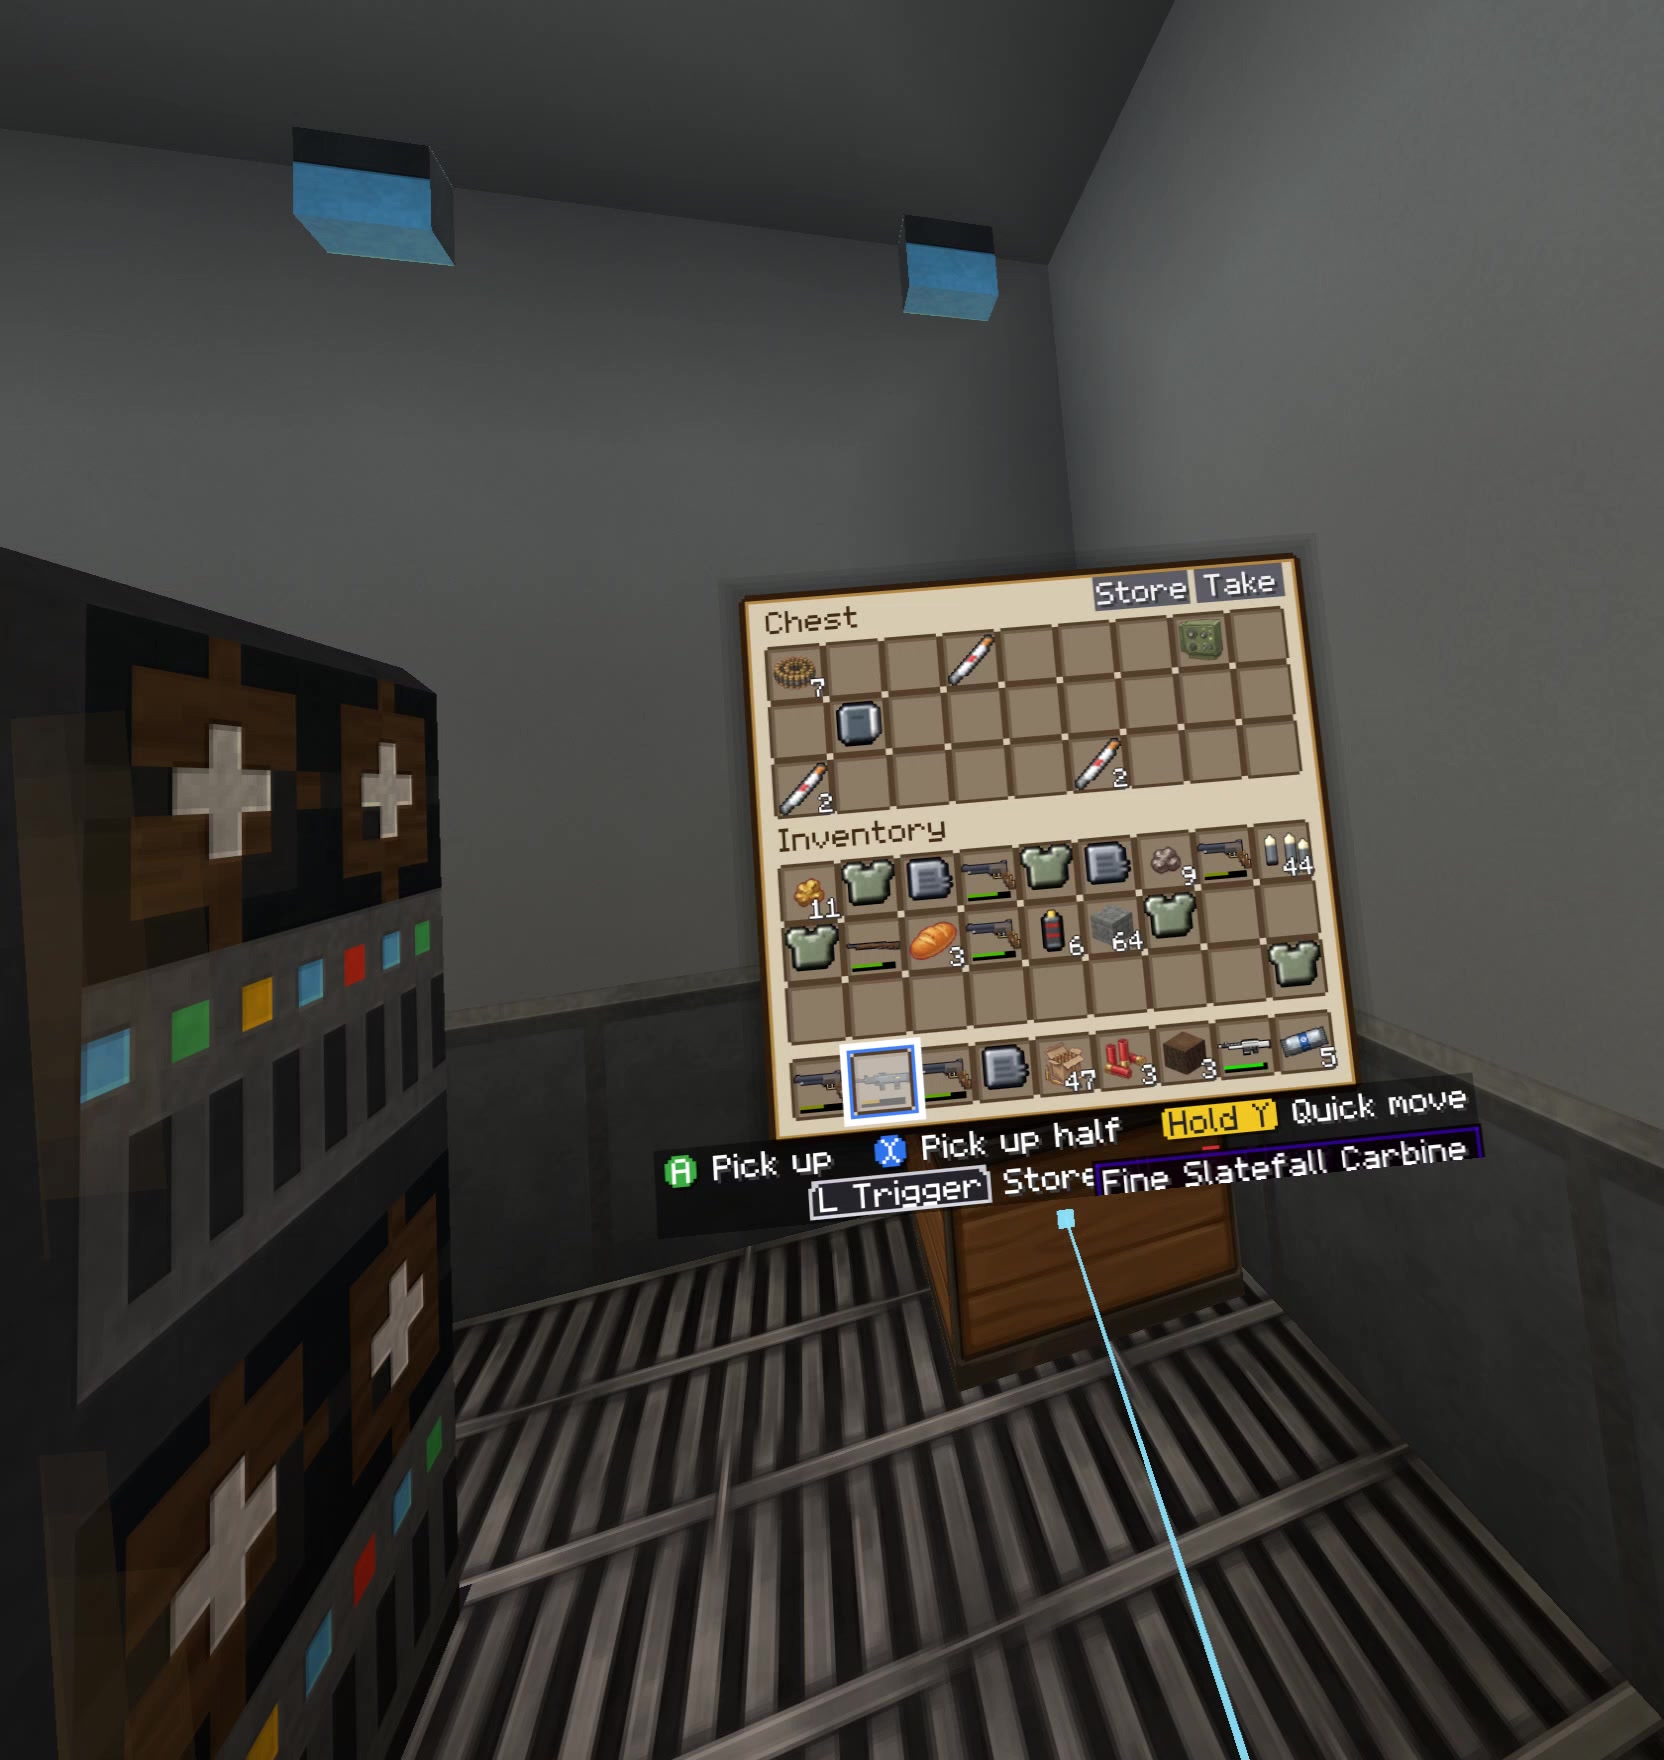 Store Take
Chest
7
2 2
Inventory
11 9 44
3 6 64
47 3 3 5
A Pick up X Pick up half Hold Y Quick move
L Trigger Store Fine Slatefall Carbine